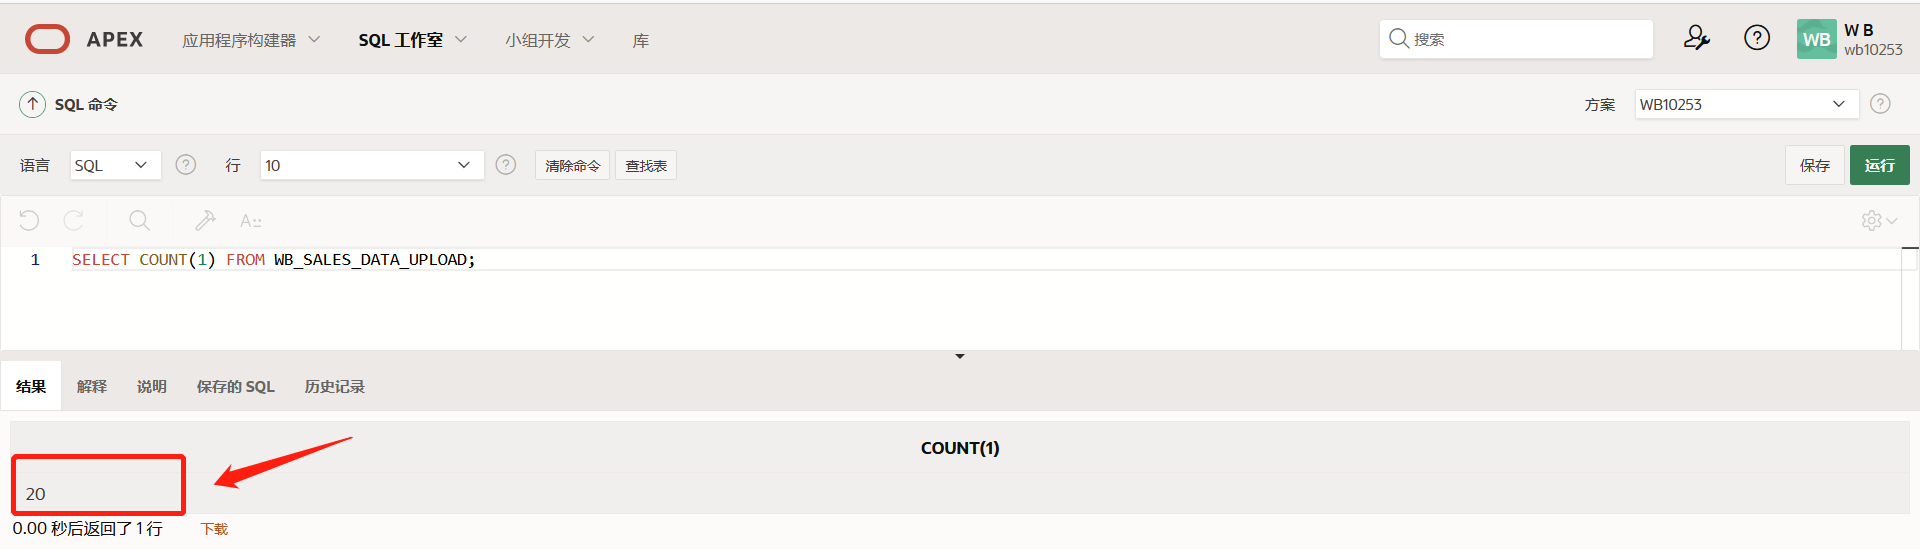 APEX 应用程序构建器 SQL 工作室 小组开发 库 搜索 WB W B
wb10253
SQL 命令 方案 WB10253
语言 SQL 行 10 清除命令 查找表 保存 运行
A::
1 SELECT COUNT(1) FROM WB_SALES_DATA_UPLOAD;
结果 解释 说明 保存的 SQL 历史记录
COUNT(1)
20
0.00 秒后返回了 1 行 下载